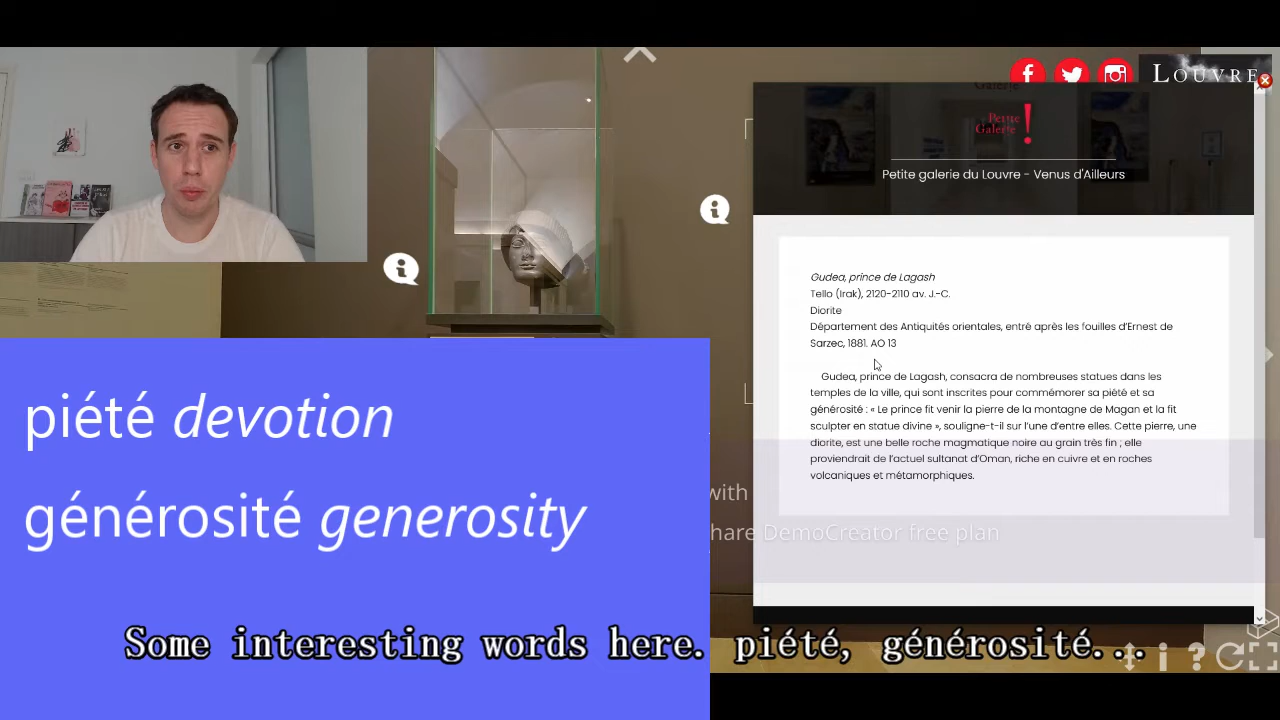 LOUVRE
Galerie
Petite
Galerie !
Petite galerie du Louvre - Venus d'Ailleurs
Gudea, prince de Lagash
Tello (Irak), 2120-2110 av. J.-C.
Diorite
Département des Antiquités orientales, entré après les fouilles d'Ernest de
Sarzec, 1881. AO 13
Gudea, prince de Lagash, consacra de nombreuses statues dans les
temples de la ville, qui sont inscrites pour commémorer sa piété et sa
générosité : « Le prince fit venir la pierre de la montagne de Magan et la fit
sculpter en statue divine », souligne-t-il sur l'une d'entre elles. Cette pierre, une
diorite, est une belle roche magmatique noire au grain très fin ; elle
proviendrait de l'actuel sultanat d'Oman, riche en cuivre et en roches
volcaniques et métamorphiques.
piété devotion
générosité generosity
with
hare DemoCreator free plan
Some interesting words here. piété, générosité...